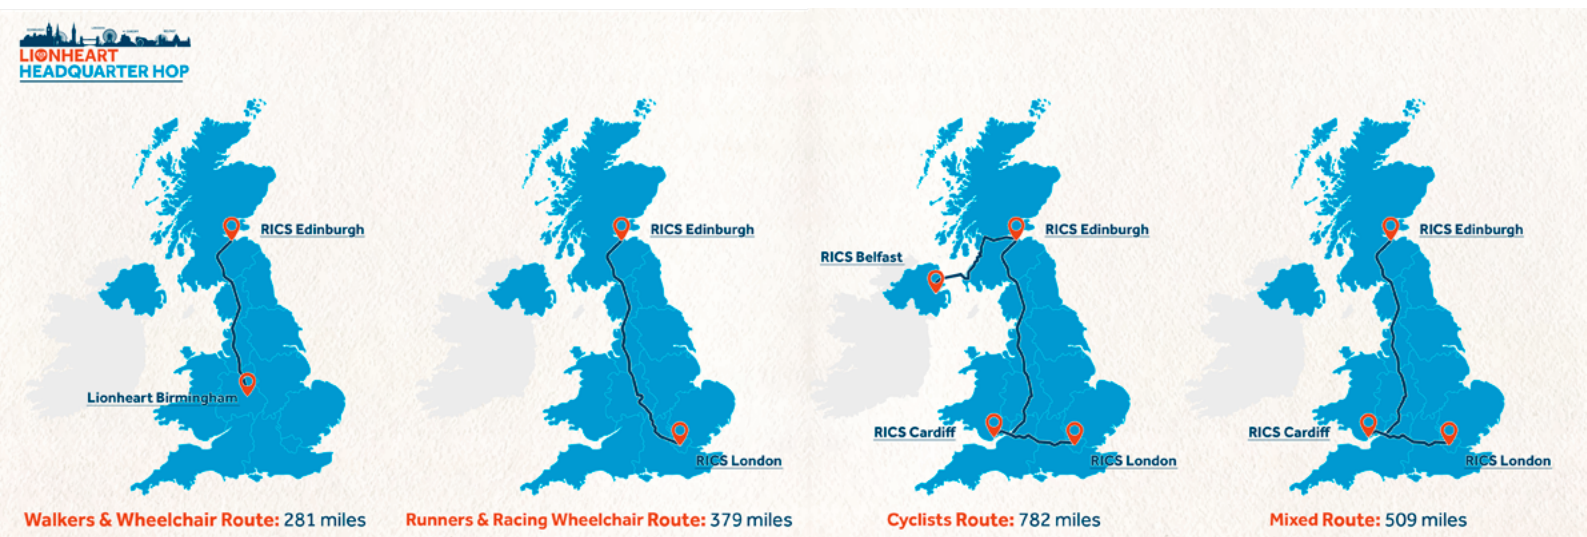 LIONHEART
HEADQUARTER HOP
RICS Edinburgh
Lionheart Birmingham
Walkers & Wheelchair Route: 281 miles
RICS Edinburgh
RICS London
Runners & Racing Wheelchair Route: 379 miles
RICS Edinburgh
RICS Belfast
RICS Cardiff
RICS London
Cyclists Route: 782 miles
RICS Edinburgh
RICS Cardiff
RICS London
Mixed Route: 509 miles